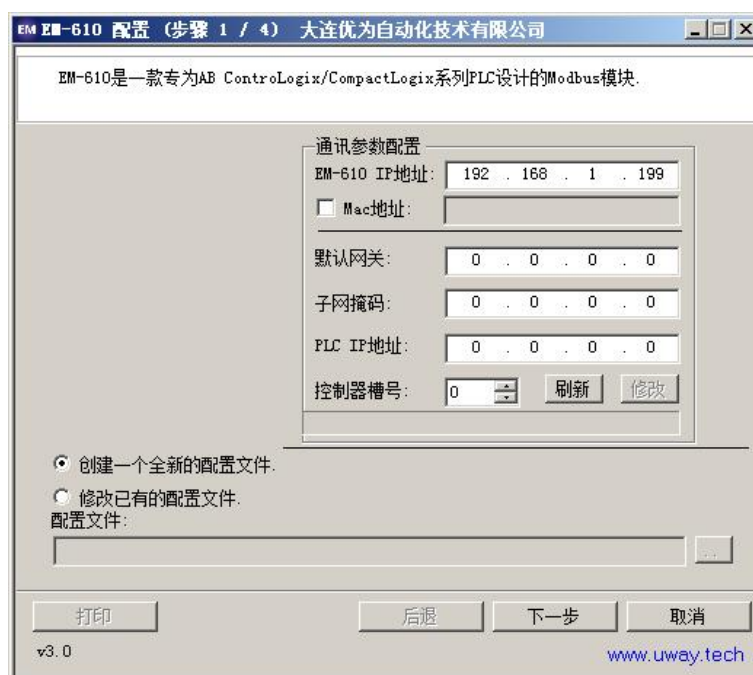 EM EM-610 配置 (步骤 1 / 4) 大连优为自动化技术有限公司
EM-610是一款专为AB ControLogix/CompactLogix系列PLC设计的Modbus模块.
通讯参数配置
EM-610 IP地址: 192 . 168 . 1 . 199
Mac地址:
默认网关: 0 . 0 . 0 . 0
子网掩码: 0 . 0 . 0 . 0
PLC IP地址: 0 . 0 . 0 . 0
控制器槽号: 0 刷新 修改
创建一个全新的配置文件.
修改已有的配置文件.
配置文件:
..
打印 后退 下一步 取消
v3.0 www.uway.tech